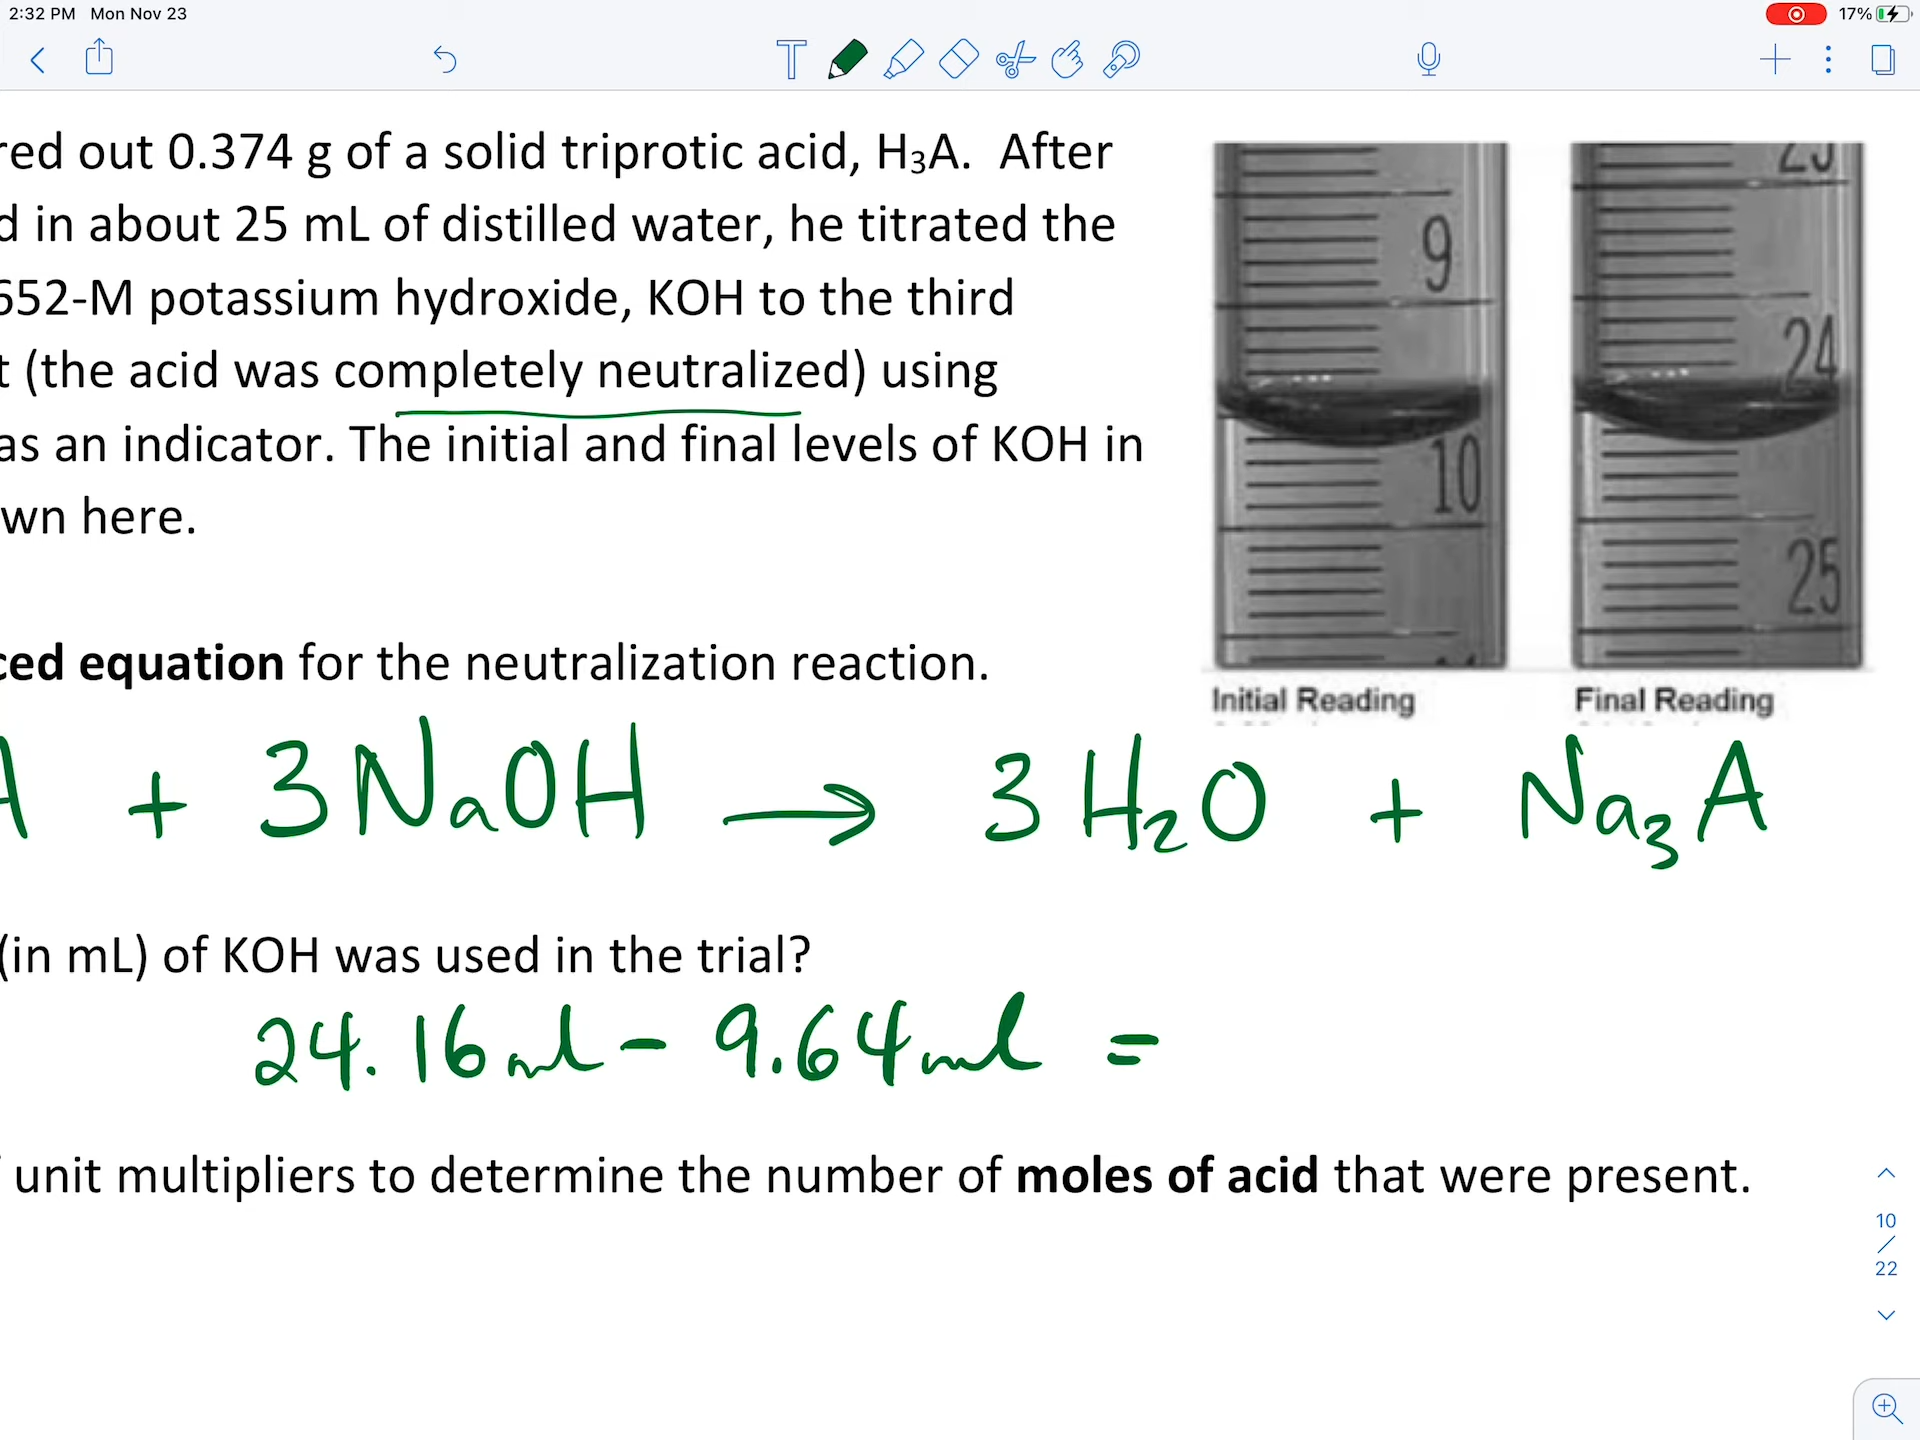 2:32 PM Mon Nov 23
17%
T
red out 0.374 g of a solid triprotic acid, H₃A. After
d in about 25 mL of distilled water, he titrated the
652-M potassium hydroxide, KOH to the third
t (the acid was completely neutralized) using
as an indicator. The initial and final levels of KOH in
wn here.
9
10
24
25
Initial Reading
Final Reading
ced equation for the neutralization reaction.
A + 3NaOH → 3H₂O + Na₃A
(in mL) of KOH was used in the trial?
24.16ml - 9.64ml =
unit multipliers to determine the number of moles of acid that were present.
10
/
22